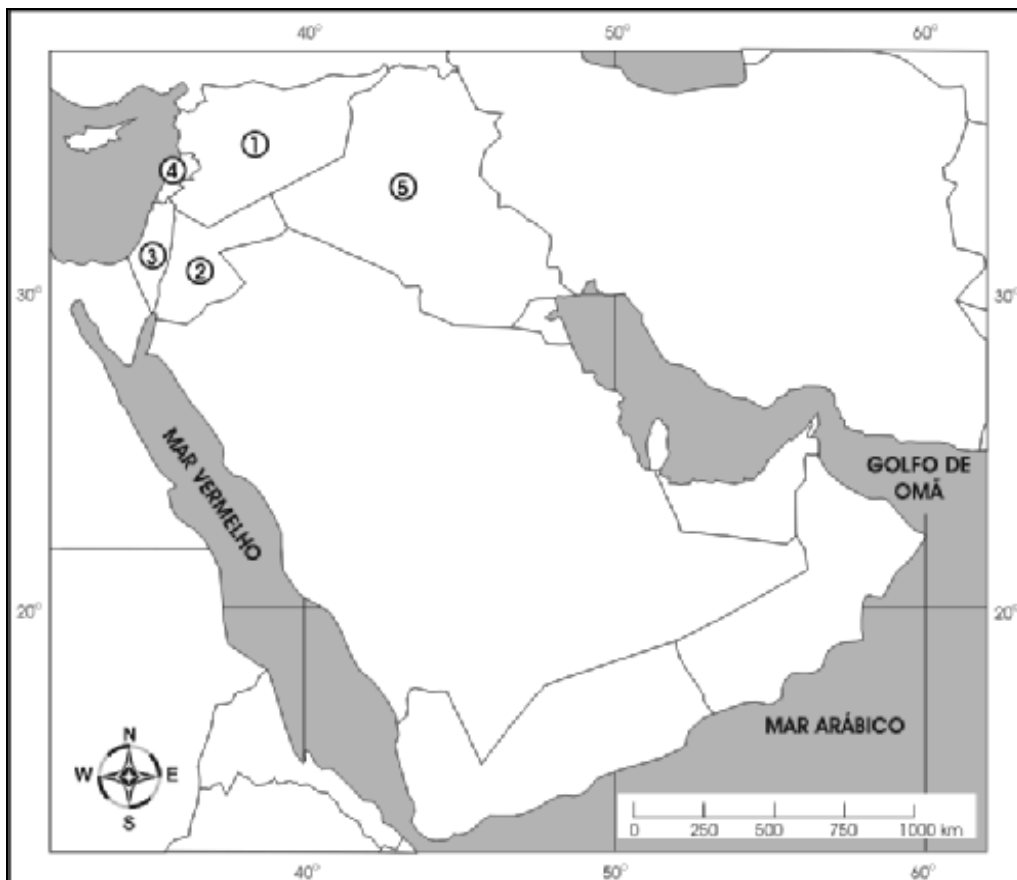 40° 50° 60°
①
④
⑤
③
②
30° 30°
MAR VERMELHO
GOLFO DE
OMÃ
20° 20°
MAR ARÁBICO
N
W E
S
0 250 500 750 1000 km
40° 50° 60°